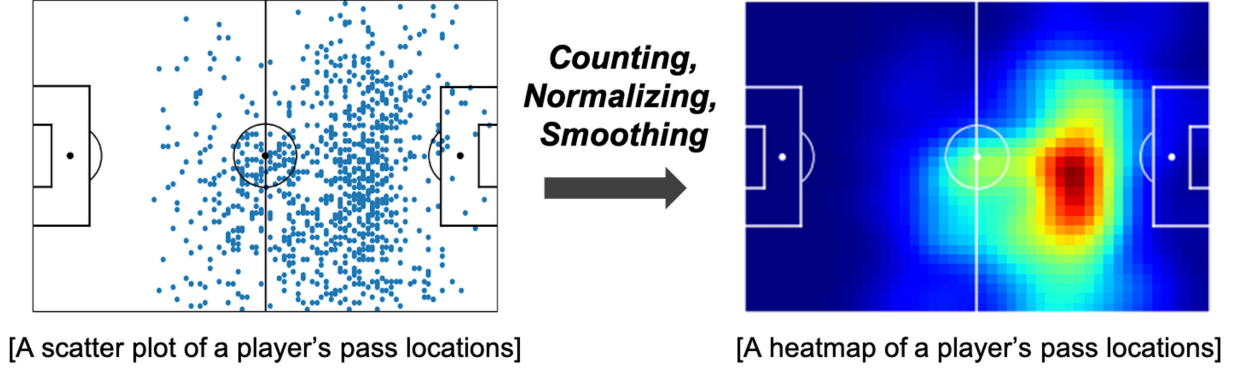 Counting,
Normalizing,
Smoothing
[A scatter plot of a player’s pass locations]
[A heatmap of a player’s pass locations]